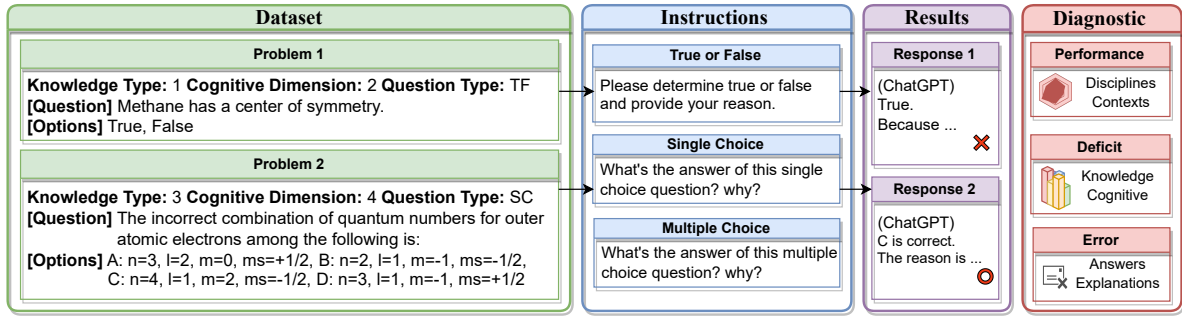 Dataset
Problem 1
Knowledge Type: 1 Cognitive Dimension: 2 Question Type: TF
[Question] Methane has a center of symmetry.
[Options] True, False
Problem 2
Knowledge Type: 3 Cognitive Dimension: 4 Question Type: SC
[Question] The incorrect combination of quantum numbers for outer
atomic electrons among the following is:
[Options] A: n=3, l=2, m=0, ms=+1/2, B: n=2, l=1, m=-1, ms=-1/2,
C: n=4, l=1, m=2, ms=-1/2, D: n=3, l=1, m=-1, ms=+1/2
Instructions
True or False
Please determine true or false
and provide your reason.
Single Choice
What's the answer of this single
choice question? why?
Multiple Choice
What's the answer of this multiple
choice question? why?
Results
Response 1
(ChatGPT)
True.
Because ...
Response 2
(ChatGPT)
C is correct.
The reason is ...
Diagnostic
Performance
Disciplines
Contexts
Deficit
Knowledge
Cognitive
Error
Answers
Explanations